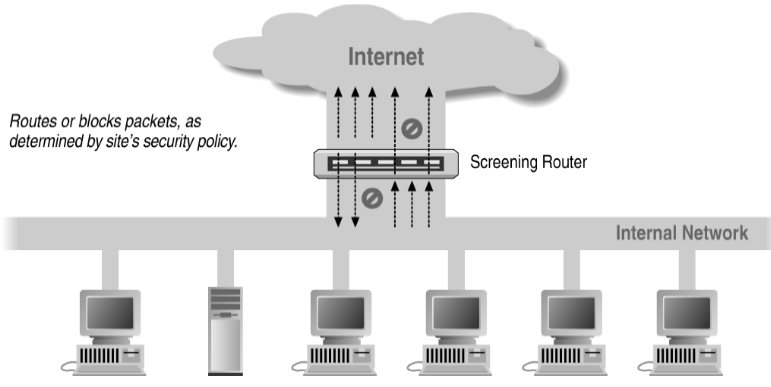 Internet
Routes or blocks packets, as
determined by site's security policy.
Screening Router
Internal Network